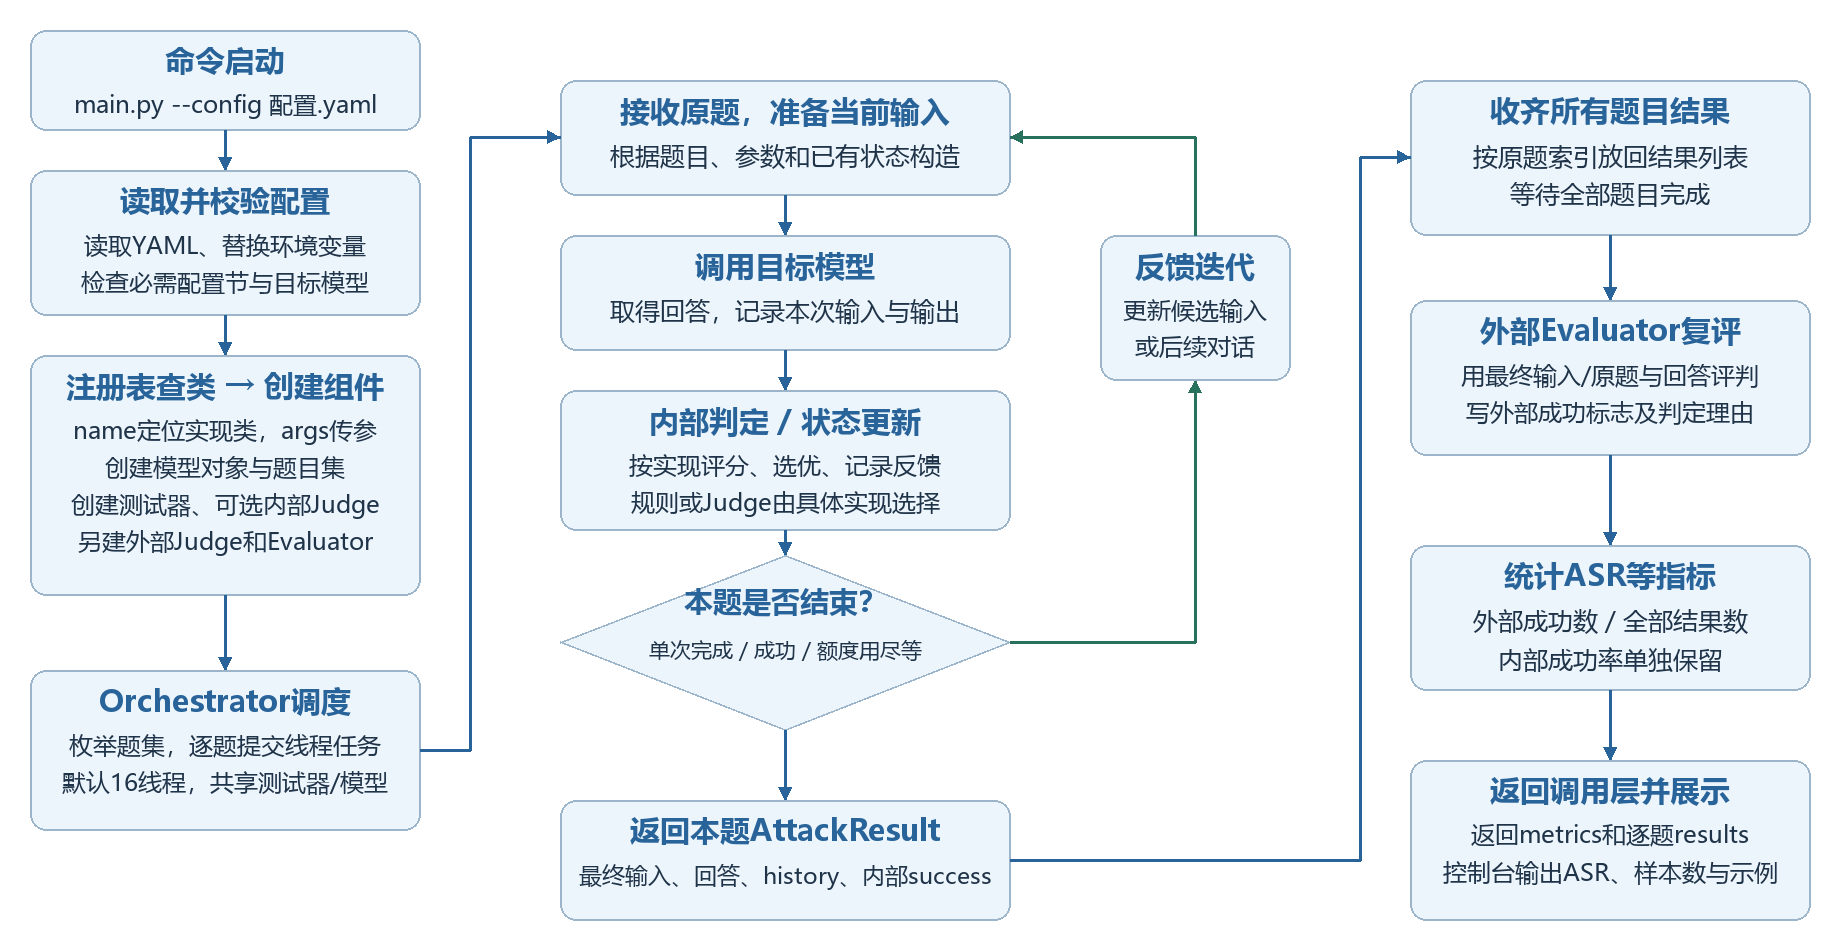 命令启动
main.py --config 配置.yaml
读取并校验配置
读取YAML、替换环境变量
检查必需配置节与目标模型
注册表查类 → 创建组件
name定位实现类，args传参
创建模型对象与题目集
创建测试器、可选内部Judge
另建外部Judge和Evaluator
Orchestrator调度
枚举题集，逐题提交线程任务
默认16线程，共享测试器/模型
接收原题，准备当前输入
根据题目、参数和已有状态构造
调用目标模型
取得回答，记录本次输入与输出
内部判定 / 状态更新
按实现评分、选优、记录反馈
规则或Judge由具体实现选择
本题是否结束？
单次完成 / 成功 / 额度用尽等
返回本题AttackResult
最终输入、回答、history、内部success
反馈迭代
更新候选输入
或后续对话
收齐所有题目结果
按原题索引放回结果列表
等待全部题目完成
外部Evaluator复评
用最终输入/原题与回答评判
写外部成功标志及判定理由
统计ASR等指标
外部成功数 / 全部结果数
内部成功率单独保留
返回调用层并展示
返回metrics和逐题results
控制台输出ASR、样本数与示例